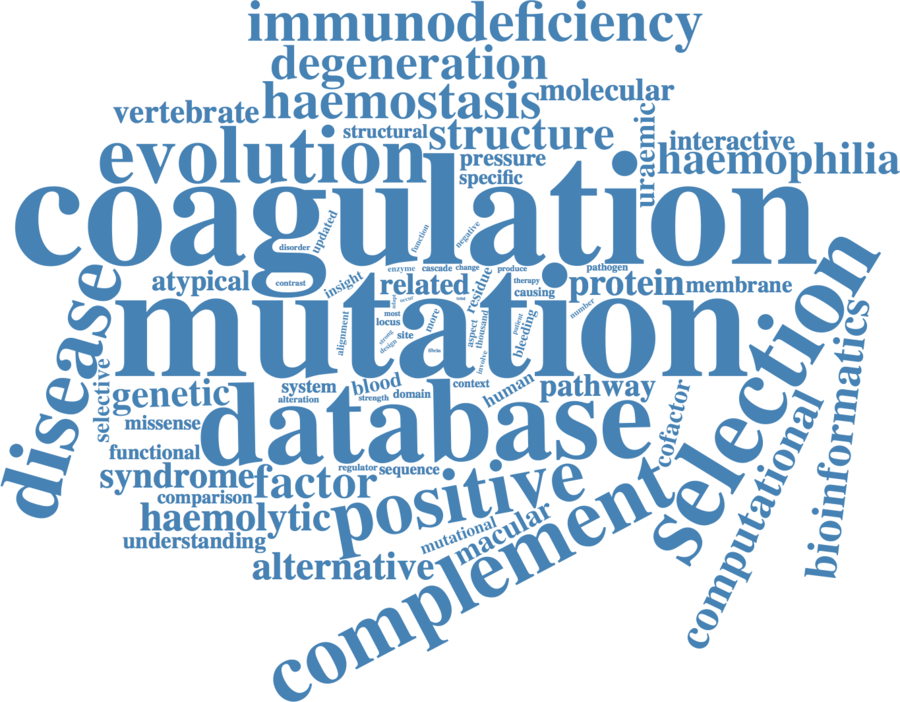 immunodeficiency
degeneration
haemostasis
molecular
vertebrate
structural
structure
uraemic
interactive
evolution
pressure
haemophilia
specific
coagulation
updated
function
negative
disorder
enzyme
cascade
change
produce
pathogen
atypical
contrast
insight
related
residue
therapy
causing
protein
membrane
selection
disease
mutation
alignment
most
locus
more
strong
design
site
aspect
thousand
patient
bleeding
number
involve
bioinformatics
selective
genetic
system
alteration
blood
strength
domain
context
human
pathway
missense
database
cofactor
computational
functional
syndrome
factor
regulator
sequence
positive
comparison
haemolytic
understanding
mutational
macular
alternative
complement